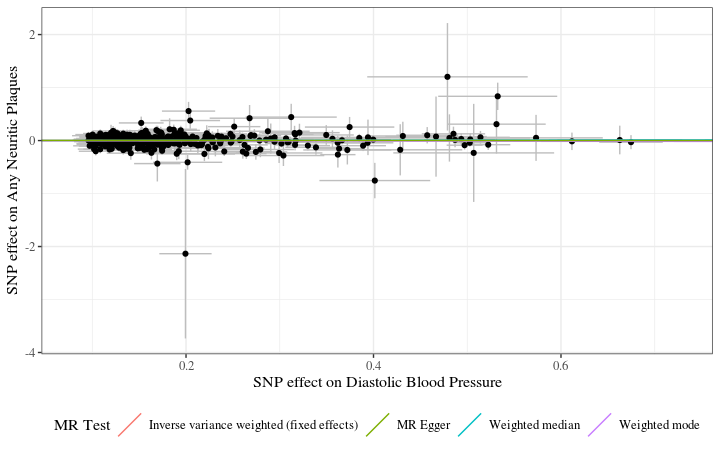 SNP effect on Any Neuritic Plaques
2
0
-2
-4
0.2
0.4
0.6
SNP effect on Diastolic Blood Pressure
MR Test
Inverse variance weighted (fixed effects)
MR Egger
Weighted median
Weighted mode